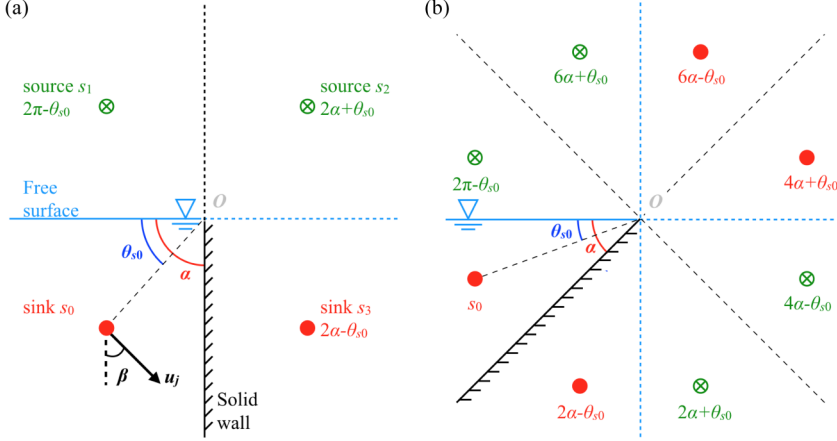 (a)
source s₁
2π-θₛ₀
source s₂
2α+θₛ₀
Free
surface
O
θₛ₀
α
sink s₀
sink s₃
2α-θₛ₀
β
uⱼ
Solid
wall
(b)
6α+θₛ₀
6α-θₛ₀
2π-θₛ₀
4α+θₛ₀
O
θₛ₀
α
s₀
4α-θₛ₀
2α-θₛ₀
2α+θₛ₀